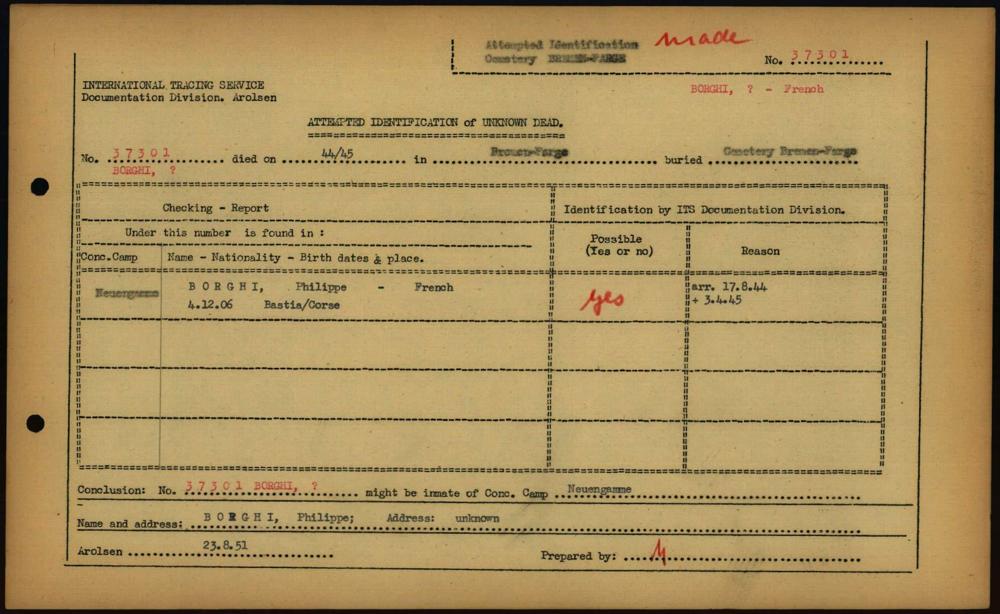 Attempted Identification made
Cemetery BREMEN-FARGE
No. 37301
BORGHI, ? - French
INTERNATIONAL TRACING SERVICE
Documentation Division. Arolsen
ATTEMPTED IDENTIFICATION of UNKNOWN DEAD.
No. 37301 died on 44/45 in Bremen-Farge buried Cemetery Bremen-Farge
BORGHI, ?
Checking - Report
Identification by ITS Documentation Division.
Under this number is found in :
Possible
(Yes or no)
Reason
Conc.Camp Name - Nationality - Birth dates & place.
Neuengamme BORGHI, Philippe - French
4.12.06 Bastia/Corse
yes
arr. 17.8.44
+ 3.4.45
Conclusion: No. 37301 BORGHI, ? might be inmate of Conc. Camp Neuengamme
Name and address: BORGHI, Philippe; Address: unknown
Arolsen 23.8.51
Prepared by: